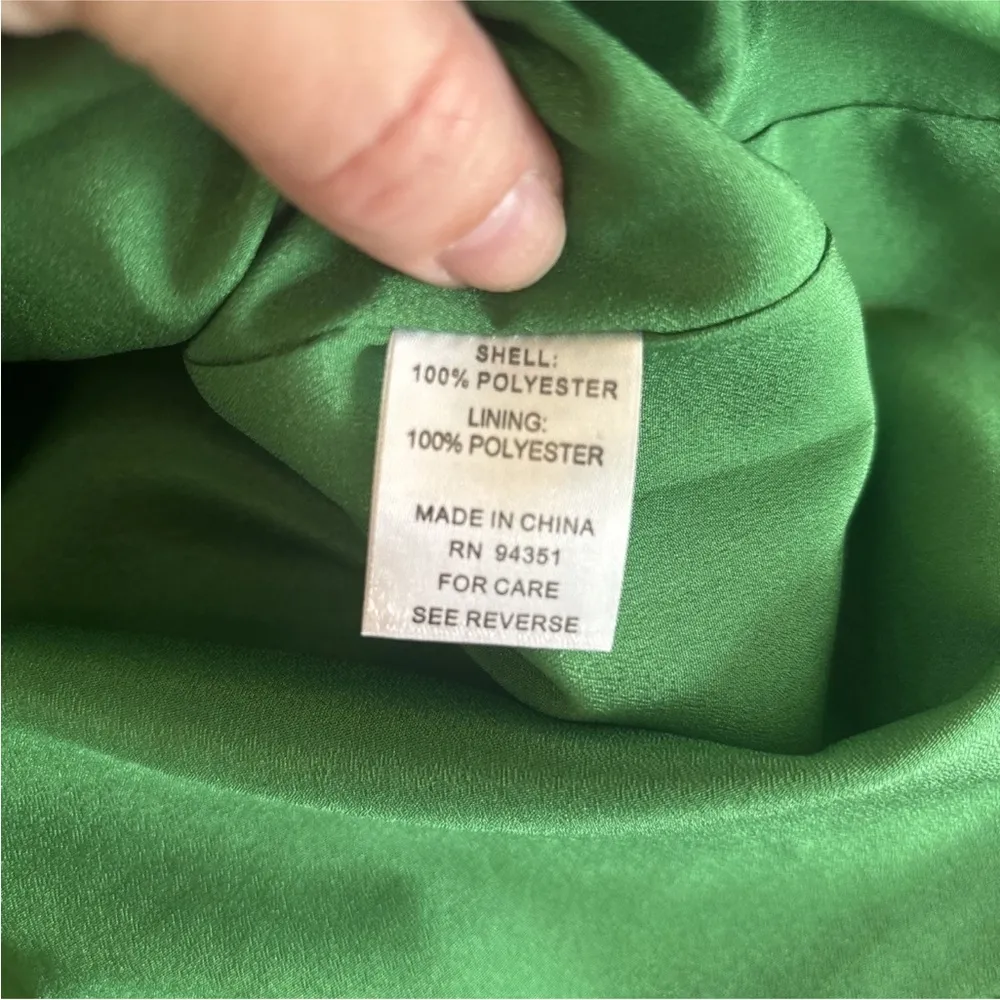 SHELL:
100% POLYESTER
LINING:
100% POLYESTER
MADE IN CHINA
RN 94351
FOR CARE
SEE REVERSE